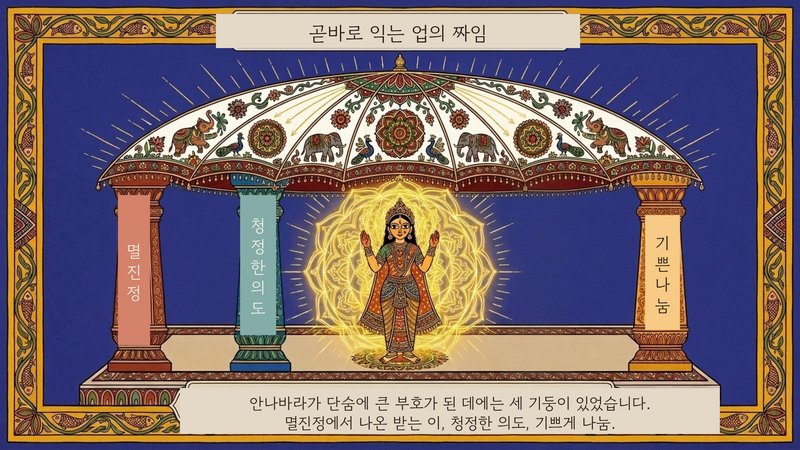 곧바로 익는 업의 짜임
멸진정
청정한의도
기쁜나눔
안나바라가 단숨에 큰 부호가 된 데에는 세 기둥이 있었습니다.
멸진정에서 나온 받는 이, 청정한 의도, 기쁘게 나눔.